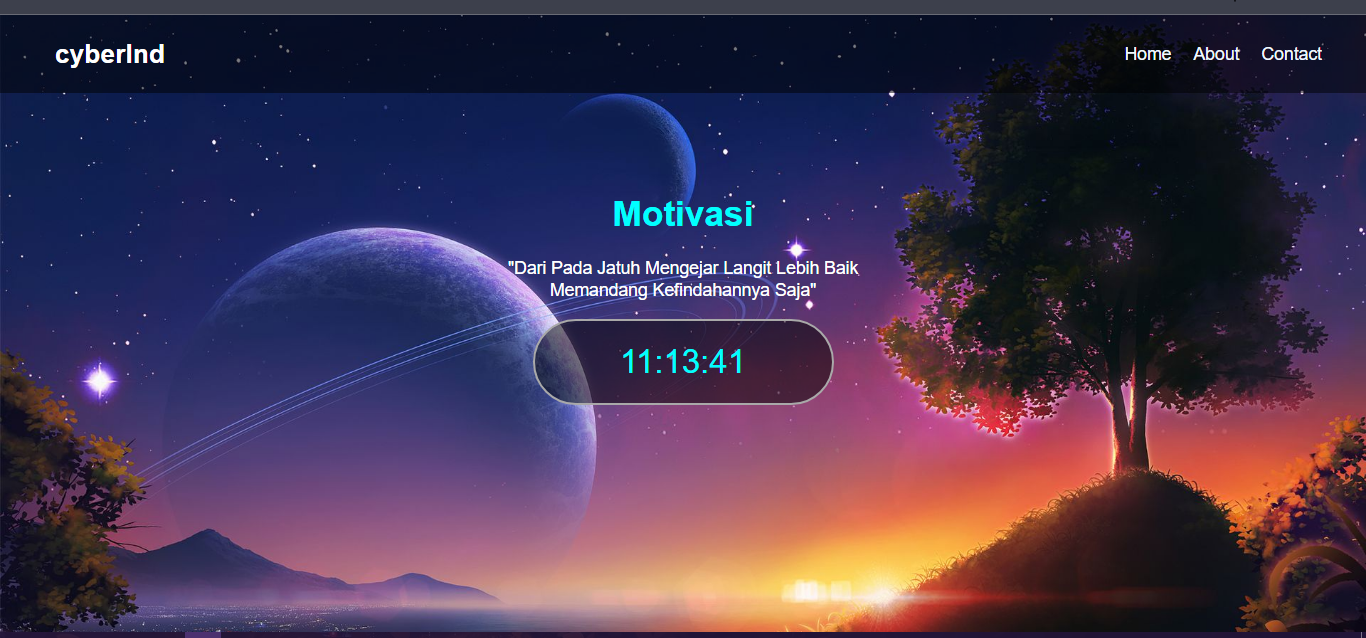 cyberInd
Home About Contact
Motivasi
"Dari Pada Jatuh Mengejar Langit Lebih Baik
Memandang Kefindahannya Saja"
11:13:41